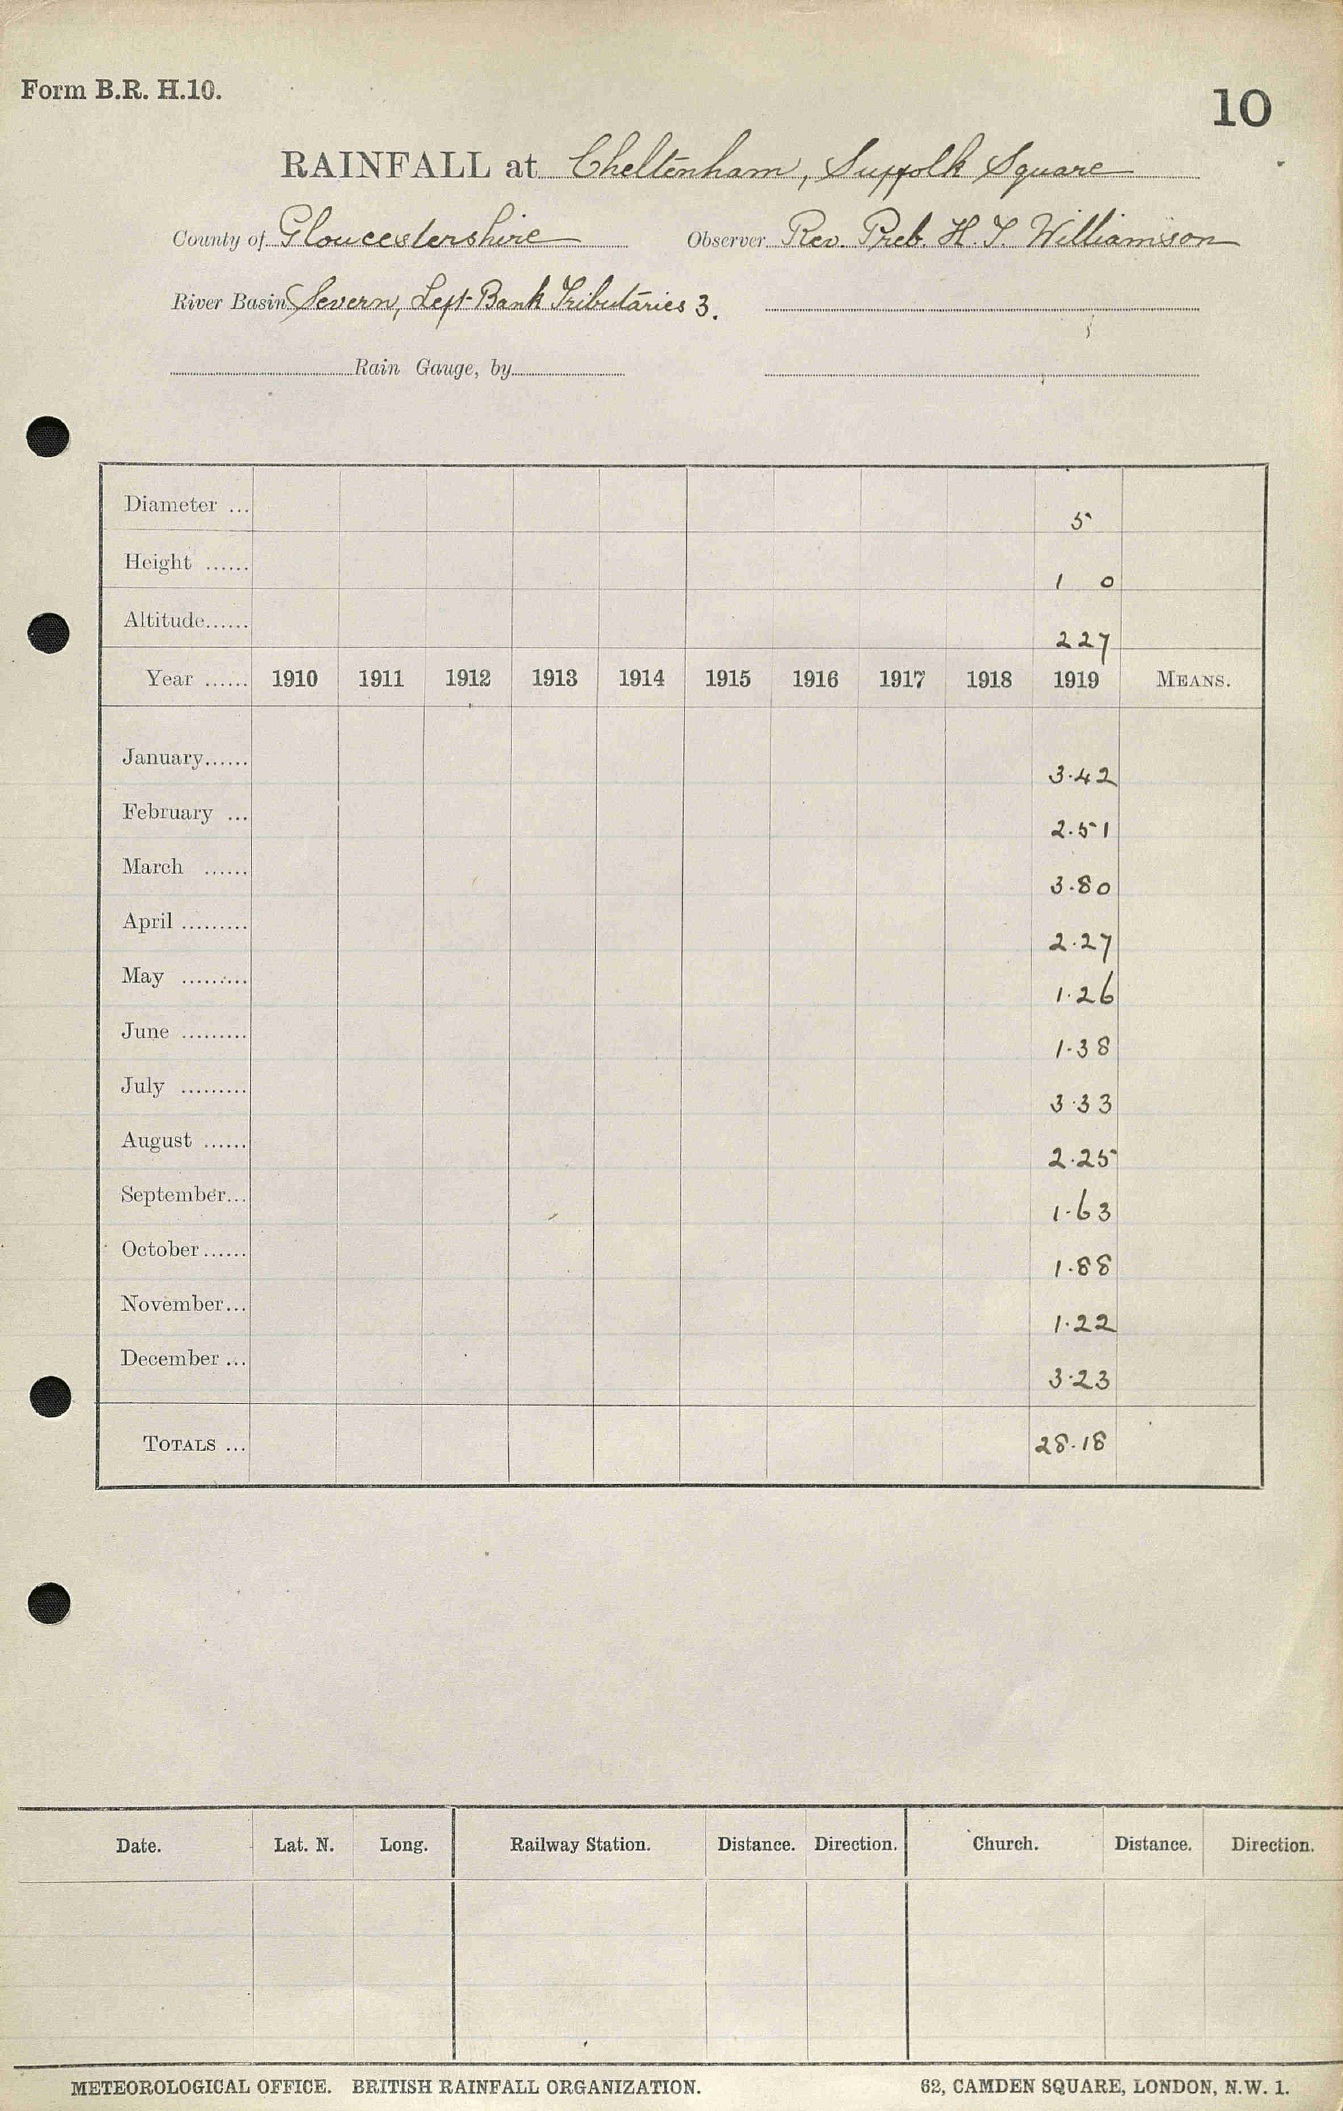 Form B.R. H.10.
10
RAINFALL at Cheltenham, Suffolk Square
County of Gloucestershire Observer Rev. Preb. H. T. Williamson
River Basin Severn, Left Bank Tributaries 3.
Rain Gauge, by
Diameter ... 5
Height ...... 1 0
Altitude...... 227
Year ...... 1910 1911 1912 1913 1914 1915 1916 1917 1918 1919 MEANS.
January...... 3.42
February ... 2.51
March ...... 3.80
April ......... 2.27
May ......... 1.26
June ......... 1.38
July ......... 3.33
August ...... 2.25
September... 1.63
October...... 1.88
November... 1.22
December ... 3.23
TOTALS ... 28.18
Date. Lat. N. Long. Railway Station. Distance. Direction. Church. Distance. Direction.
METEOROLOGICAL OFFICE. BRITISH RAINFALL ORGANIZATION. 62, CAMDEN SQUARE, LONDON, N.W. 1.